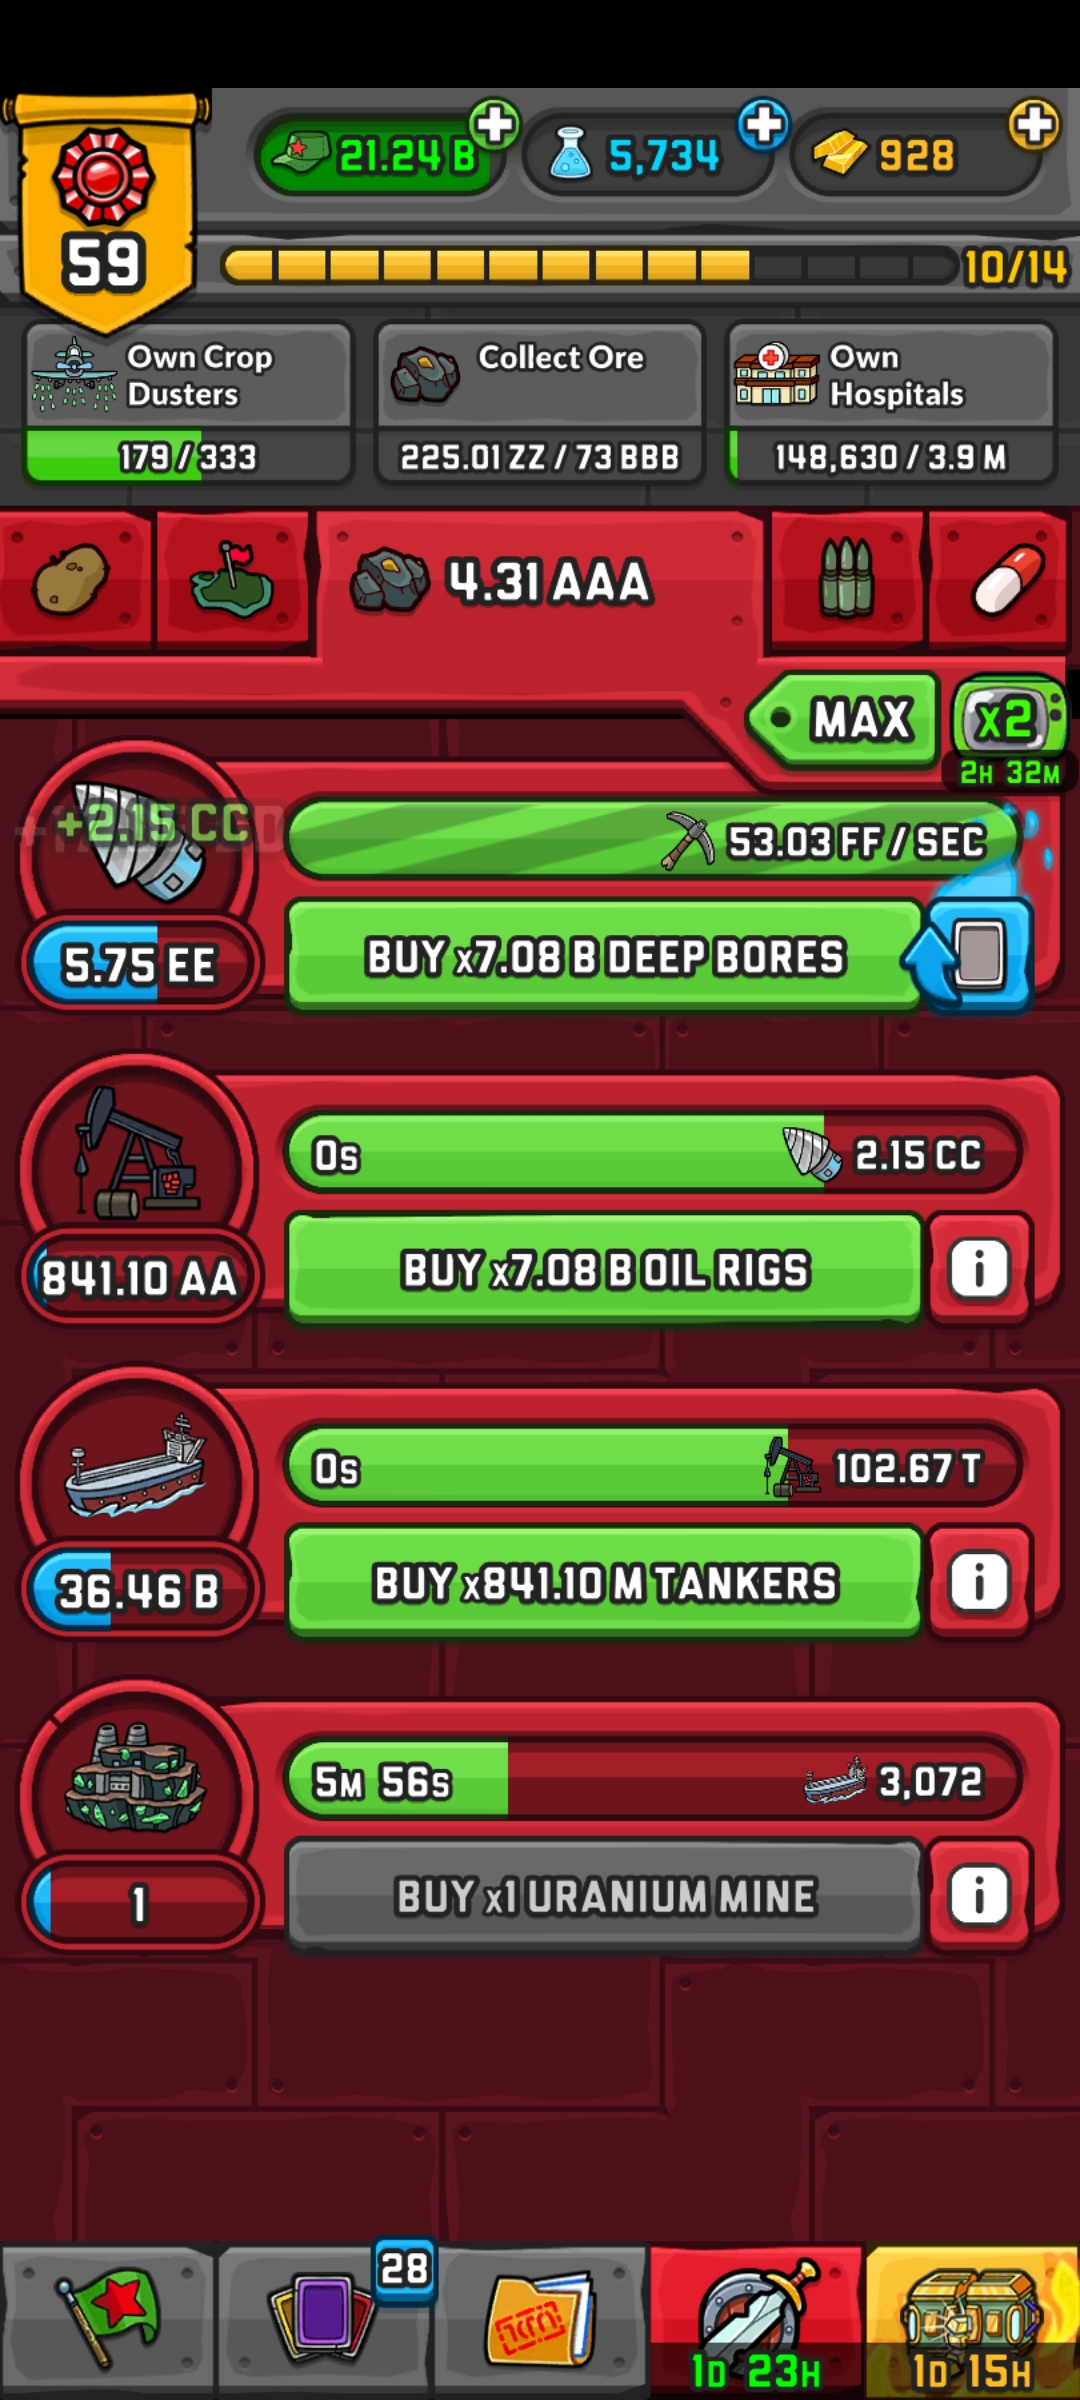 21.24 B
5,734
928
59
10/14
Own Crop
Dusters
179 / 333
Collect Ore
225.01 ZZ / 73 BBB
Own
Hospitals
148,630 / 3.9 M
4.31 AAA
MAX
x2
2H 32M
+2.15 CC
53.03 FF / SEC
5.75 EE
BUY x7.08 B DEEP BORES
0s
2.15 CC
841.10 AA
BUY x7.08 B OIL RIGS
i
0s
102.67 T
36.46 B
BUY x841.10 M TANKERS
i
5M 56s
3,072
1
BUY x1 URANIUM MINE
i
28
1D 23H
1D 15H